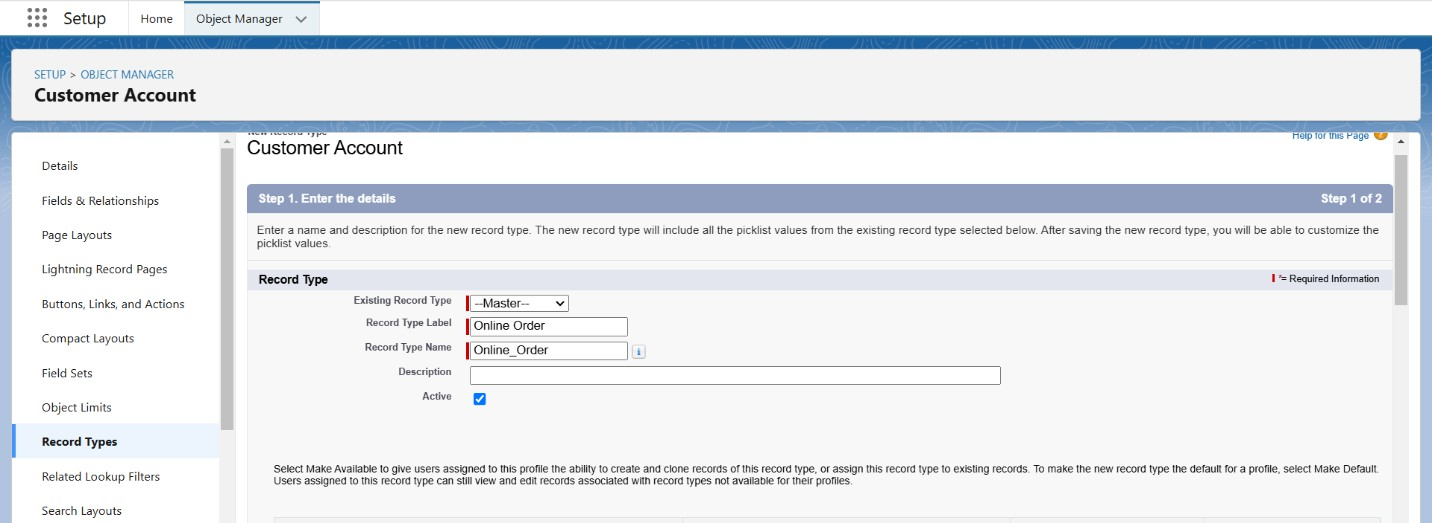 Setup Home Object Manager
SETUP > OBJECT MANAGER
Customer Account
Details
Fields & Relationships
Page Layouts
Lightning Record Pages
Buttons, Links, and Actions
Compact Layouts
Field Sets
Object Limits
Record Types
Related Lookup Filters
Search Layouts
New Record Type
Help for this Page
Customer Account
Step 1. Enter the details Step 1 of 2
Enter a name and description for the new record type. The new record type will include all the picklist values from the existing record type selected below. After saving the new record type, you will be able to customize the
picklist values.
Record Type * = Required Information
Existing Record Type --Master--
Record Type Label Online Order
Record Type Name Online_Order i
Description
Active
Select Make Available to give users assigned to this profile the ability to create and clone records of this record type, or assign this record type to existing records. To make the new record type the default for a profile, select Make Default.
Users assigned to this record type can still view and edit records associated with record types not available for their profiles.